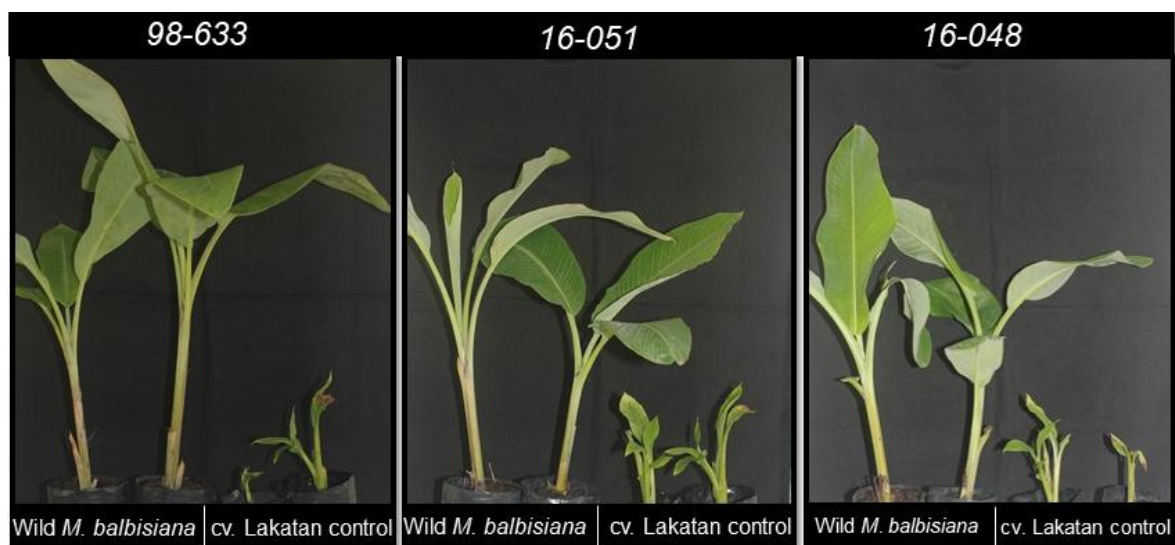 98-633
16-051
16-048
Wild M. balbisiana
cv. Lakatan control
Wild M. balbisiana
cv. Lakatan control
Wild M. balbisiana
cv. Lakatan control